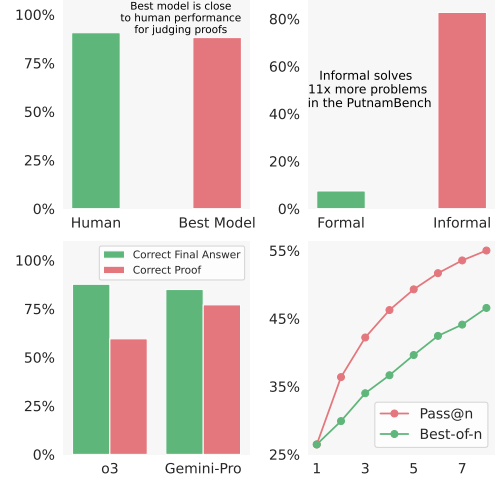 100%
75%
50%
25%
0%
Best model is close
to human performance
for judging proofs
Human
Best Model
80%
60%
40%
20%
0%
Informal solves
11x more problems
in the PutnamBench
Formal
Informal
100%
75%
50%
25%
0%
Correct Final Answer
Correct Proof
o3
Gemini-Pro
55%
45%
35%
25%
Pass@n
Best-of-n
1
3
5
7